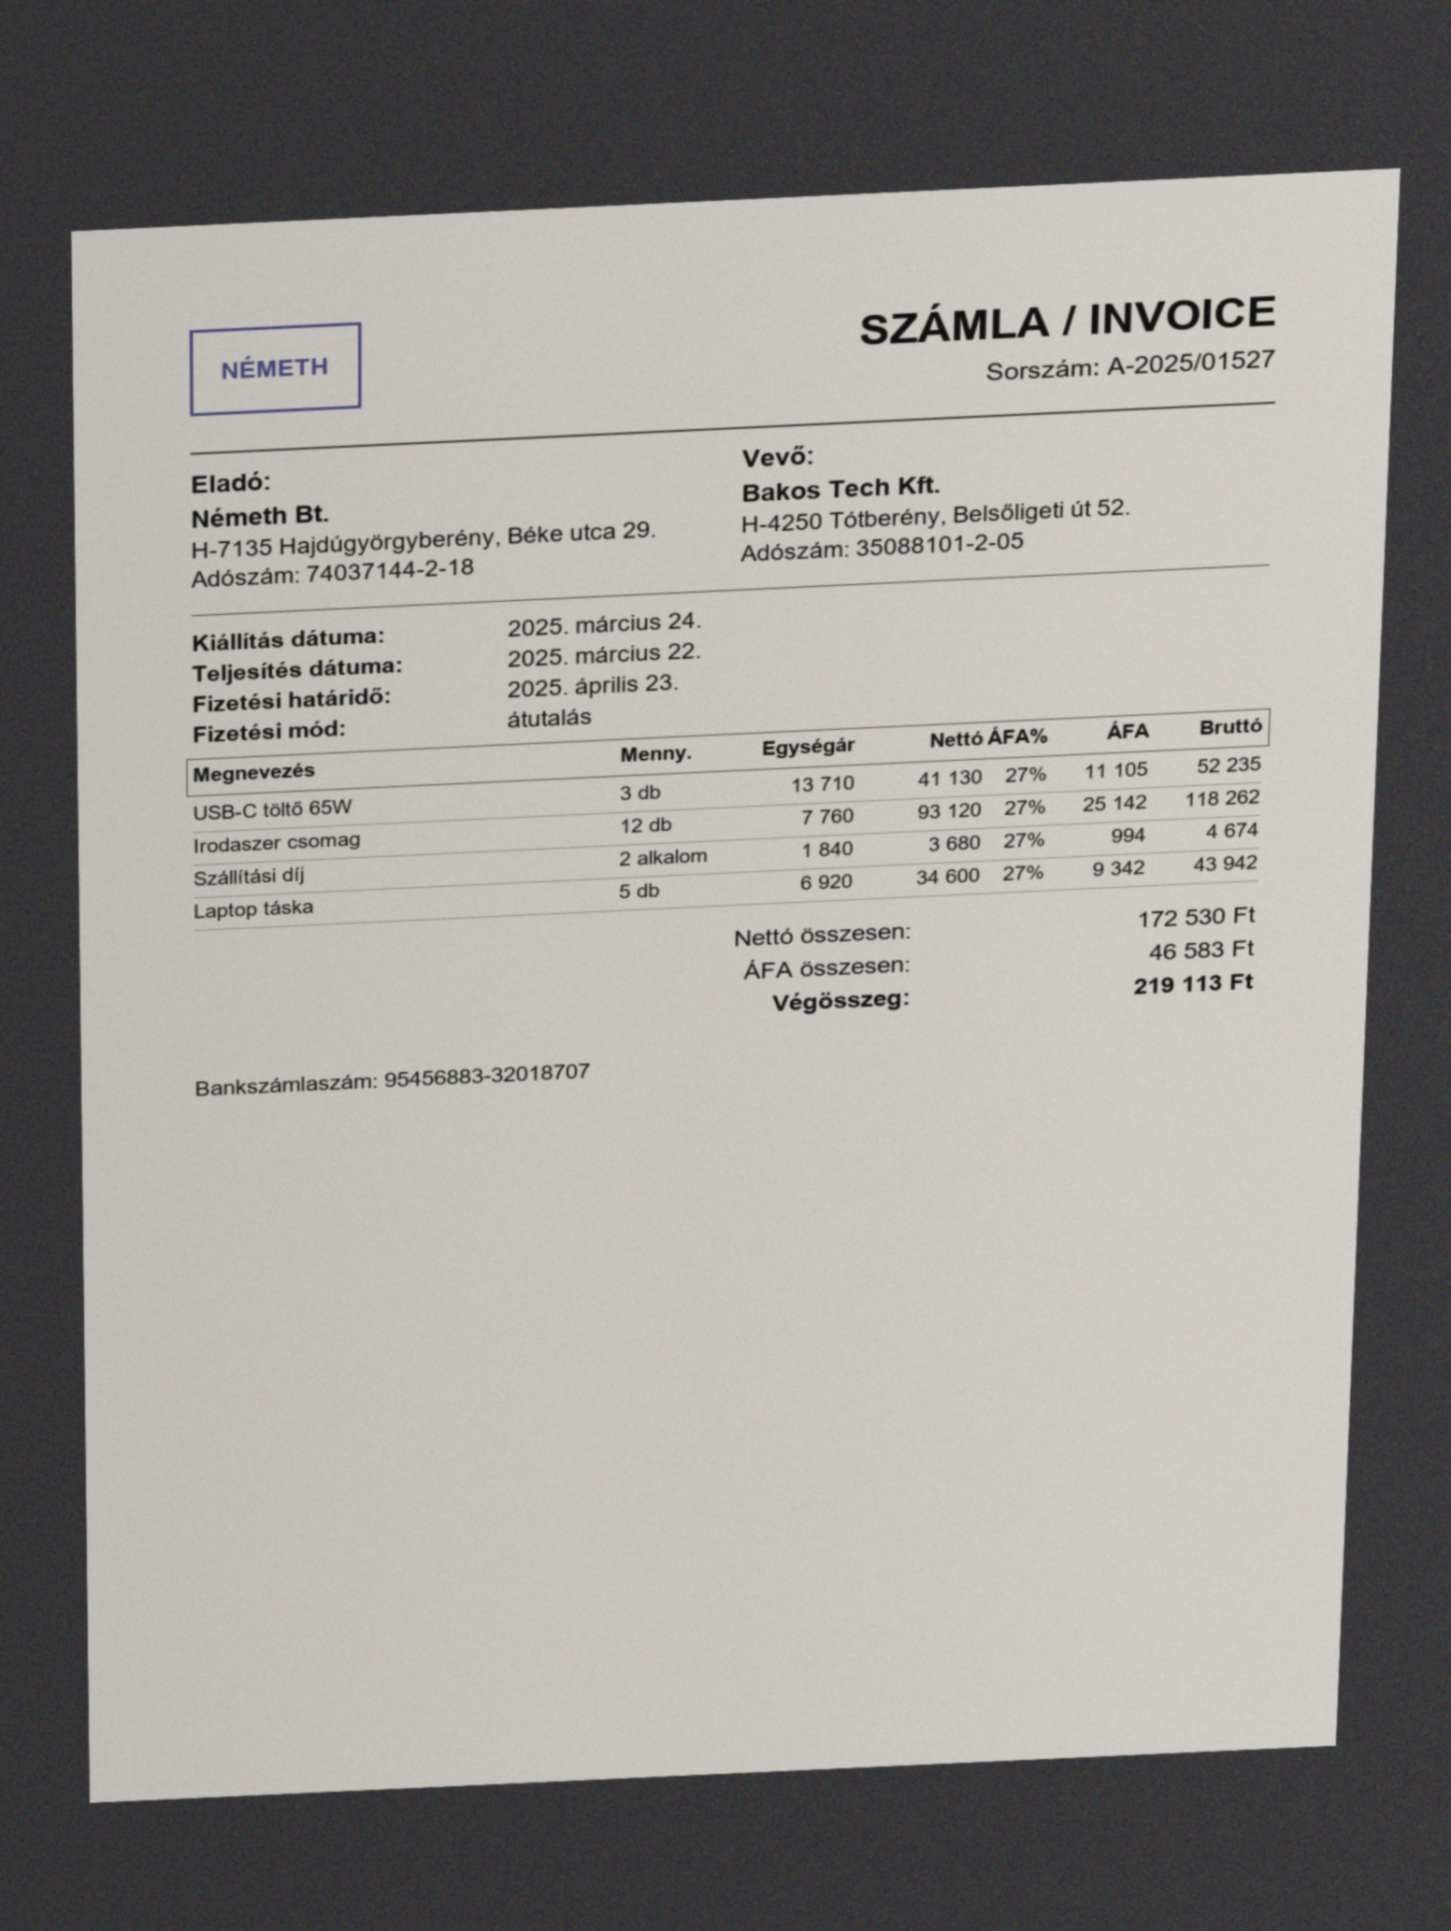 NÉMETH
SZÁMLA / INVOICE
Sorszám: A-2025/01527
Eladó:
Németh Bt.
H-7135 Hajdúgyörgyberény, Béke utca 29.
Adószám: 74037144-2-18
Vevő:
Bakos Tech Kft.
H-4250 Tótberény, Belsőligeti út 52.
Adószám: 35088101-2-05
Kiállítás dátuma: 2025. március 24.
Teljesítés dátuma: 2025. március 22.
Fizetési határidő: 2025. április 23.
Fizetési mód: átutalás
Megnevezés Menny. Egységár Nettó ÁFA% ÁFA Bruttó
USB-C töltő 65W 3 db 13 710 41 130 27% 11 105 52 235
Irodaszer csomag 12 db 7 760 93 120 27% 25 142 118 262
Szállítási díj 2 alkalom 1 840 3 680 27% 994 4 674
Laptop táska 5 db 6 920 34 600 27% 9 342 43 942
Nettó összesen: 172 530 Ft
ÁFA összesen: 46 583 Ft
Végösszeg: 219 113 Ft
Bankszámlaszám: 95456883-32018707